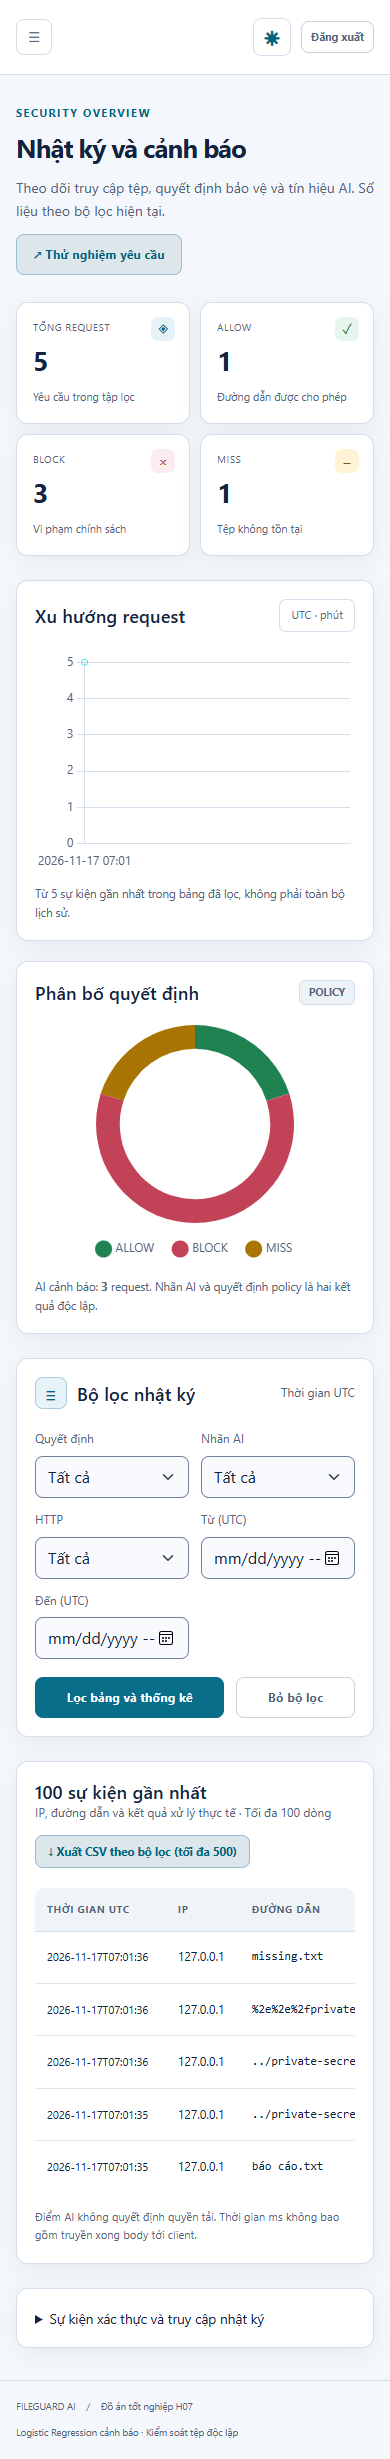 Đăng xuất
SECURITY OVERVIEW
Nhật ký và cảnh báo
Theo dõi truy cập tệp, quyết định bảo vệ và tín hiệu AI. Số
liệu theo bộ lọc hiện tại.
↗ Thử nghiệm yêu cầu
TỔNG REQUEST
5
Yêu cầu trong tập lọc
ALLOW
1
Đường dẫn được cho phép
BLOCK
3
Vi phạm chính sách
MISS
1
Tệp không tồn tại
Xu hướng request
UTC · phút
5
4
3
2
1
0
2026-11-17 07:01
Từ 5 sự kiện gần nhất trong bảng đã lọc, không phải toàn bộ
lịch sử.
Phân bố quyết định
POLICY
ALLOW BLOCK MISS
AI cảnh báo: 3 request. Nhãn AI và quyết định policy là hai kết
quả độc lập.
Bộ lọc nhật ký
Thời gian UTC
Quyết định
Nhãn AI
Tất cả
Tất cả
HTTP
Từ (UTC)
Tất cả
mm/dd/yyyy --
Đến (UTC)
mm/dd/yyyy --
Lọc bảng và thống kê
Bỏ bộ lọc
100 sự kiện gần nhất
IP, đường dẫn và kết quả xử lý thực tế · Tối đa 100 dòng
↓ Xuất CSV theo bộ lọc (tối đa 500)
THỜI GIAN UTC IP ĐƯỜNG DẪN
2026-11-17T07:01:36 127.0.0.1 missing.txt
2026-11-17T07:01:36 127.0.0.1 %2e%2e%2fprivate
2026-11-17T07:01:36 127.0.0.1 ../private-secre
2026-11-17T07:01:35 127.0.0.1 ../private-secre
2026-11-17T07:01:35 127.0.0.1 báo cáo.txt
Điểm AI không quyết định quyền tải. Thời gian ms không bao
gồm truyền xong body tới client.
▶ Sự kiện xác thực và truy cập nhật ký
FILEGUARD AI / Đồ án tốt nghiệp H07
Logistic Regression cảnh báo · Kiểm soát tệp độc lập